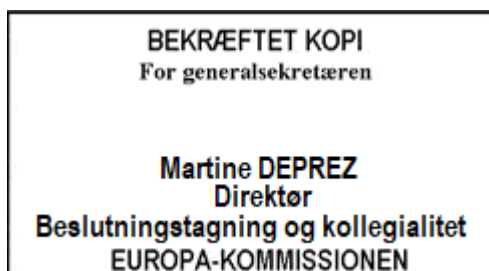 BEKRÆFTET KOPI
For generalsekretæren
Martine DEPREZ
Direktør
Beslutningstagning og kollegialitet
EUROPA-KOMMISSIONEN